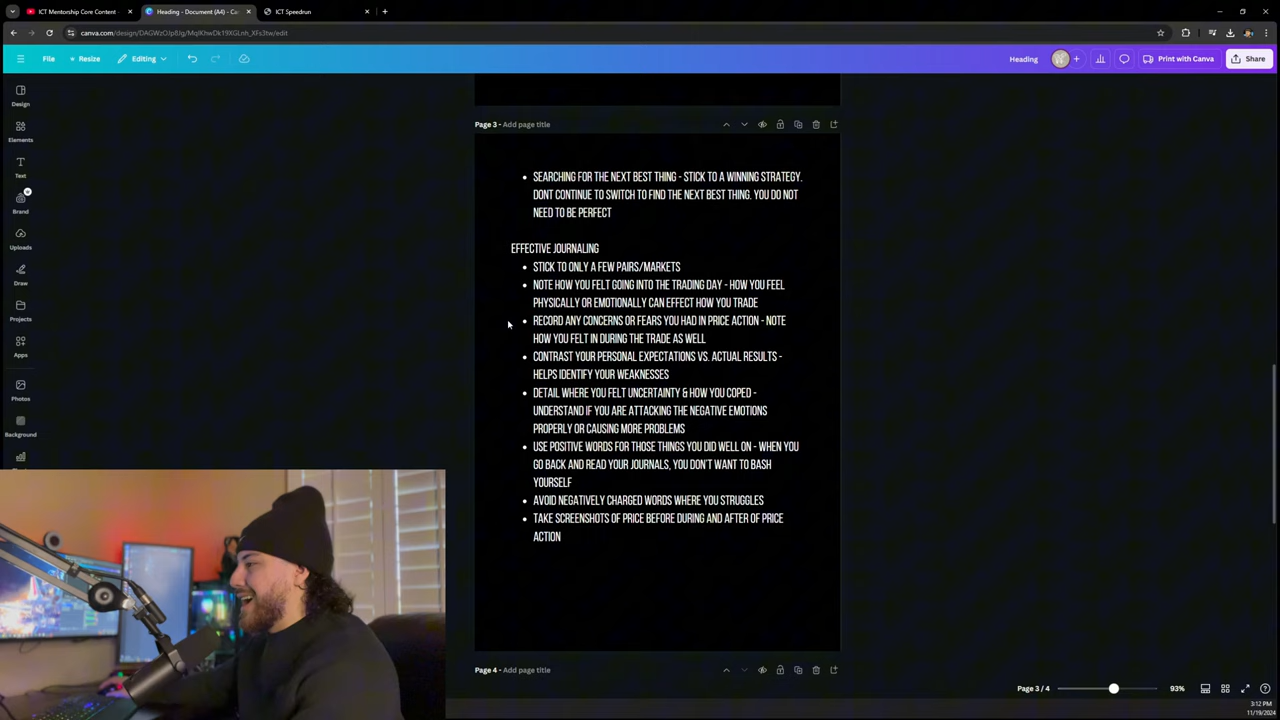 ICT Mentorship Core Content -
Heading - Document (A4) - Ca
ICT Speedrun
Heading
File
Resize
Editing
Print with Canva
Share
Design
Elements
Text
Brand
Uploads
Draw
Projects
Apps
Photos
Background
Page 3 - Add page title
SEARCHING FOR THE NEXT BEST THING - STICK TO A WINNING STRATEGY.
DONT CONTINUE TO SWITCH TO FIND THE NEXT BEST THING. YOU DO NOT
NEED TO BE PERFECT
EFFECTIVE JOURNALING
STICK TO ONLY A FEW PAIRS/MARKETS
NOTE HOW YOU FELT GOING INTO THE TRADING DAY - HOW YOU FEEL
PHYSICALLY OR EMOTIONALLY CAN EFFECT HOW YOU TRADE
RECORD ANY CONCERNS OR FEARS YOU HAD IN PRICE ACTION - NOTE
HOW YOU FELT IN DURING THE TRADE AS WELL
CONTRAST YOUR PERSONAL EXPECTATIONS VS. ACTUAL RESULTS -
HELPS IDENTIFY YOUR WEAKNESSES
DETAIL WHERE YOU FELT UNCERTAINTY & HOW YOU COPED -
UNDERSTAND IF YOU ARE ATTACKING THE NEGATIVE EMOTIONS
PROPERLY OR CAUSING MORE PROBLEMS
USE POSITIVE WORDS FOR THOSE THINGS YOU DID WELL ON - WHEN YOU
GO BACK AND READ YOUR JOURNALS, YOU DON'T WANT TO BASH
YOURSELF
AVOID NEGATIVELY CHARGED WORDS WHERE YOU STRUGGLES
TAKE SCREENSHOTS OF PRICE BEFORE DURING AND AFTER OF PRICE
ACTION
Page 4 - Add page title
Page 3 / 4
93%
3:12 PM
11/19/2024